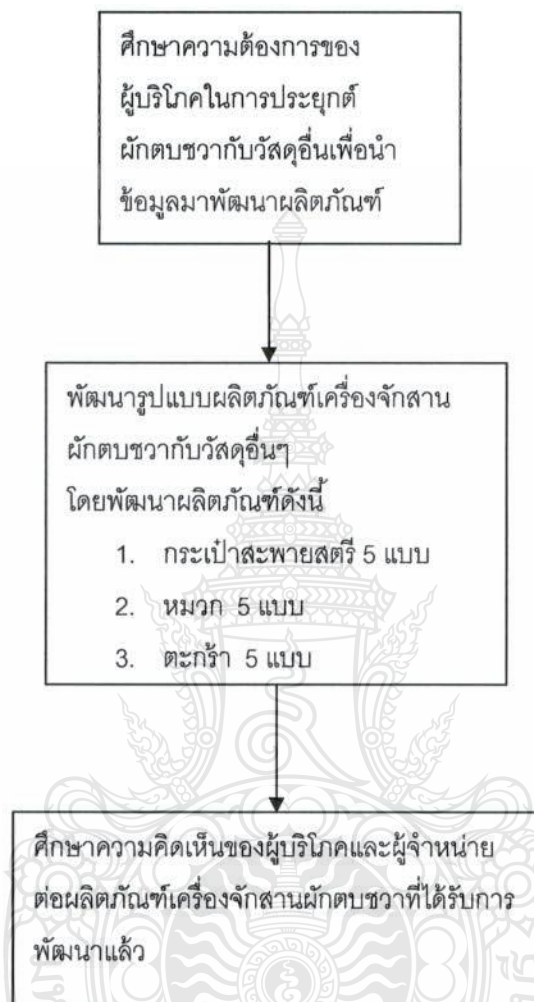 ศึกษาความต้องการของ
ผู้บริโภคในการประยุกต์
ผักตบชวากับวัสดุอื่นเพื่อนำ
ข้อมูลมาพัฒนาผลิตภัณฑ์
พัฒนารูปแบบผลิตภัณฑ์เครื่องจักสาน
ผักตบชวากับวัสดุอื่นๆ
โดยพัฒนาผลิตภัณฑ์ดังนี้
1. กระเป๋าสะพายสตรี 5 แบบ
2. หมวก 5 แบบ
3. ตะกร้า 5 แบบ
ศึกษาความคิดเห็นของผู้บริโภคและผู้จำหน่าย
ต่อผลิตภัณฑ์เครื่องจักสานผักตบชวาที่ได้รับการ
พัฒนาแล้ว